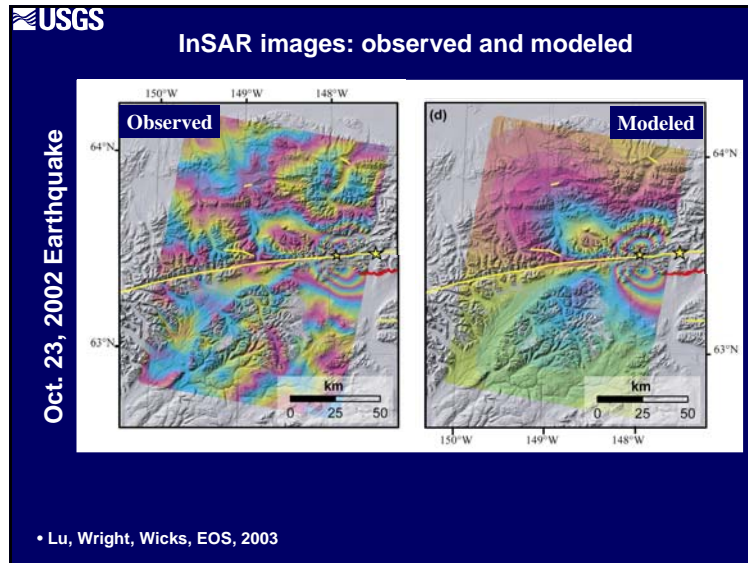 USGS
InSAR images: observed and modeled
Oct. 23, 2002 Earthquake
150°W 149°W 148°W
Observed
64°N
63°N
km
0 25 50
(d)
Modeled
64°N
63°N
km
0 25 50
150°W 149°W 148°W
• Lu, Wright, Wicks, EOS, 2003